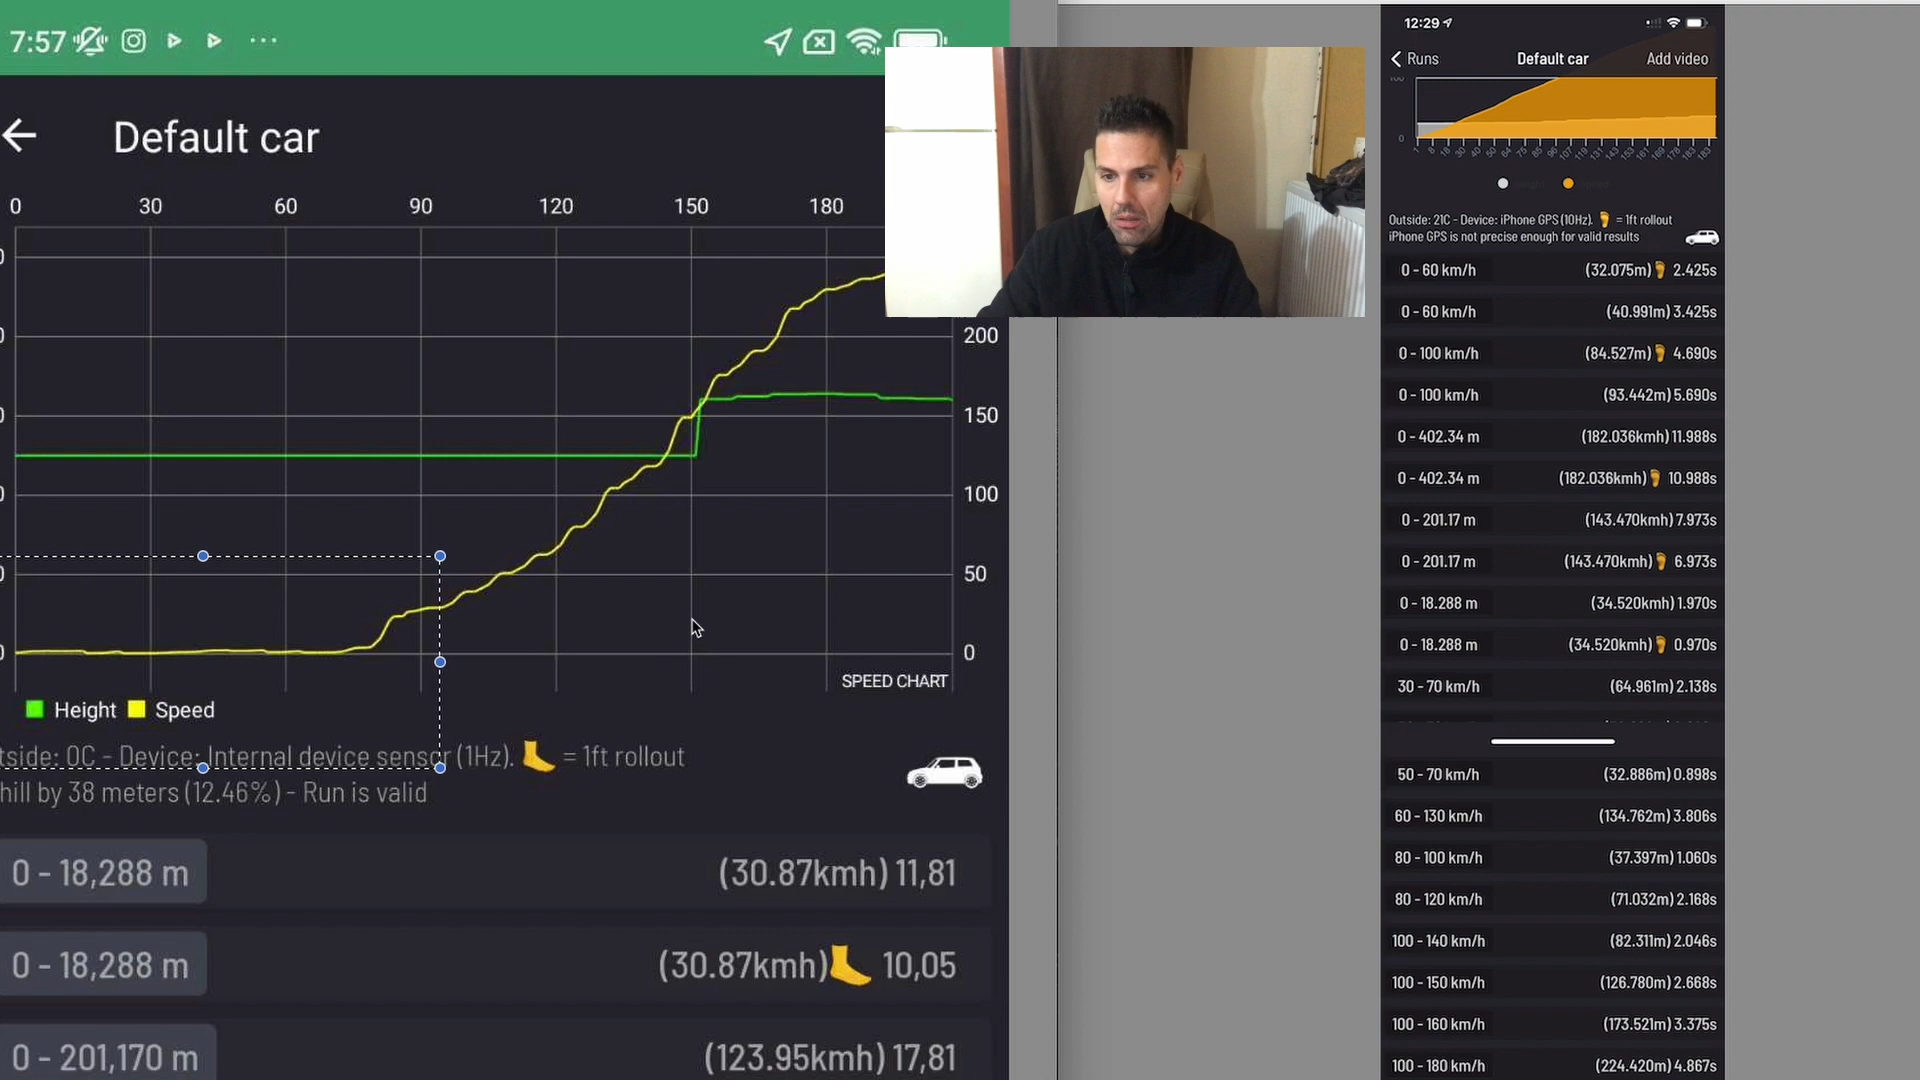 7:57
Default car
0 30 60 90 120 150 180
200
150
100
50
0
SPEED CHART
Height Speed
tside: 0C - Device: Internal device sensor (1Hz). = 1ft rollout
hill by 38 meters (12.46%) - Run is valid
0 - 18,288 m (30.87kmh) 11,81
0 - 18,288 m (30.87kmh) 10,05
0 - 201,170 m (123.95kmh) 17,81
12:29
Runs Default car Add video
0
Outside: 21C - Device: iPhone GPS (10Hz). = 1ft rollout
iPhone GPS is not precise enough for valid results
0 - 60 km/h (32.075m) 2.425s
0 - 60 km/h (40.991m) 3.425s
0 - 100 km/h (84.527m) 4.690s
0 - 100 km/h (93.442m) 5.690s
0 - 402.34 m (182.036kmh) 11.988s
0 - 402.34 m (182.036kmh) 10.988s
0 - 201.17 m (143.470kmh) 7.973s
0 - 201.17 m (143.470kmh) 6.973s
0 - 18.288 m (34.520kmh) 1.970s
0 - 18.288 m (34.520kmh) 0.970s
30 - 70 km/h (64.961m) 2.138s
50 - 70 km/h (32.886m) 0.898s
60 - 130 km/h (134.762m) 3.806s
80 - 100 km/h (37.397m) 1.060s
80 - 120 km/h (71.032m) 2.168s
100 - 140 km/h (82.311m) 2.046s
100 - 150 km/h (126.780m) 2.668s
100 - 160 km/h (173.521m) 3.375s
100 - 180 km/h (224.420m) 4.867s